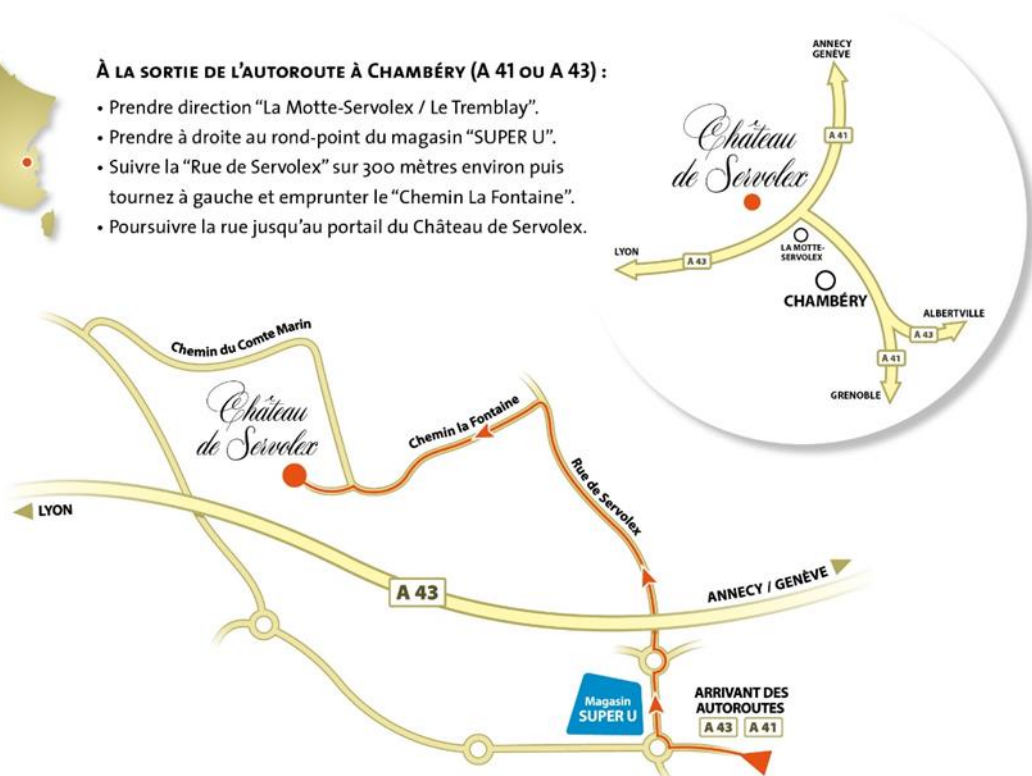 À LA SORTIE DE L'AUTOROUTE À CHAMBÉRY (A 41 OU A 43) :
• Prendre direction “La Motte-Servolex / Le Tremblay”.
• Prendre à droite au rond-point du magasin “SUPER U”.
• Suivre la “Rue de Servolex” sur 300 mètres environ puis
tournez à gauche et emprunter le “Chemin La Fontaine”.
• Poursuivre la rue jusqu'au portail du Château de Servolex.
ANNECY
GENÈVE
A 41
Château
de Servolex
LYON
A 43
LA MOTTE-
SERVOLEX
CHAMBÉRY
ALBERTVILLE
A 43
A 41
GRENOBLE
Chemin du Comte Marin
Château
de Servolex
Chemin la Fontaine
Rue de Servolex
LYON
A 43
ANNECY / GENÈVE
Magasin
SUPER U
ARRIVANT DES
AUTOROUTES
A 43 A 41